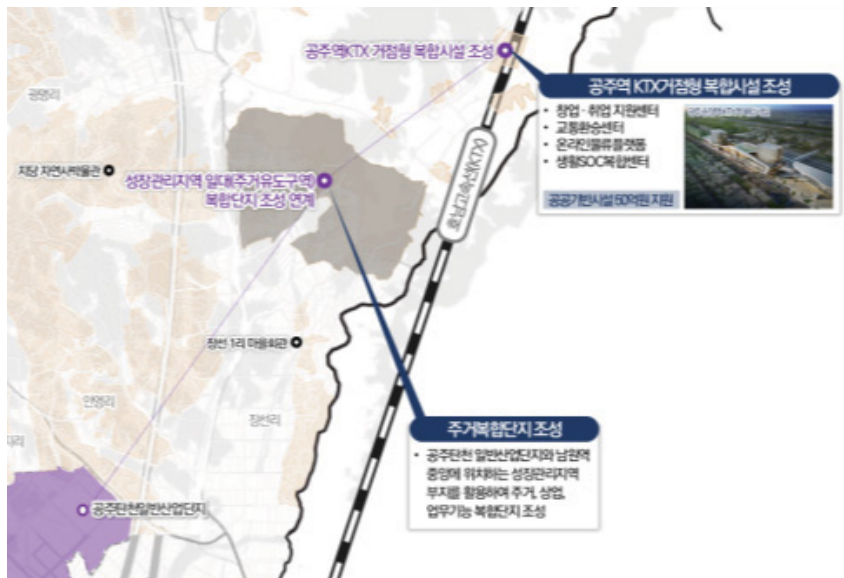 공주역KTX 거점형 복합시설 조성
공주역 KTX거점형 복합시설 조성
• 창업 · 취업 지원센터
• 교통환승센터
• 온라인물류플랫폼
• 생활SOC복합센터
공공기반시설 50억원 지원
광명리
지당 자연사박물관
성장관리지역 일대(주거유도구역)
복합단지 조성 연계
호남고속선(KTX)
장선 1리 마을회관
안영리
장선리
지리
공주탄천일반산업단지
주거복합단지 조성
• 공주탄천 일반산업단지와 남원역
중앙에 위치하는 성장관리지역
부지를 활용하여 주거, 상업,
업무기능 복합단지 조성